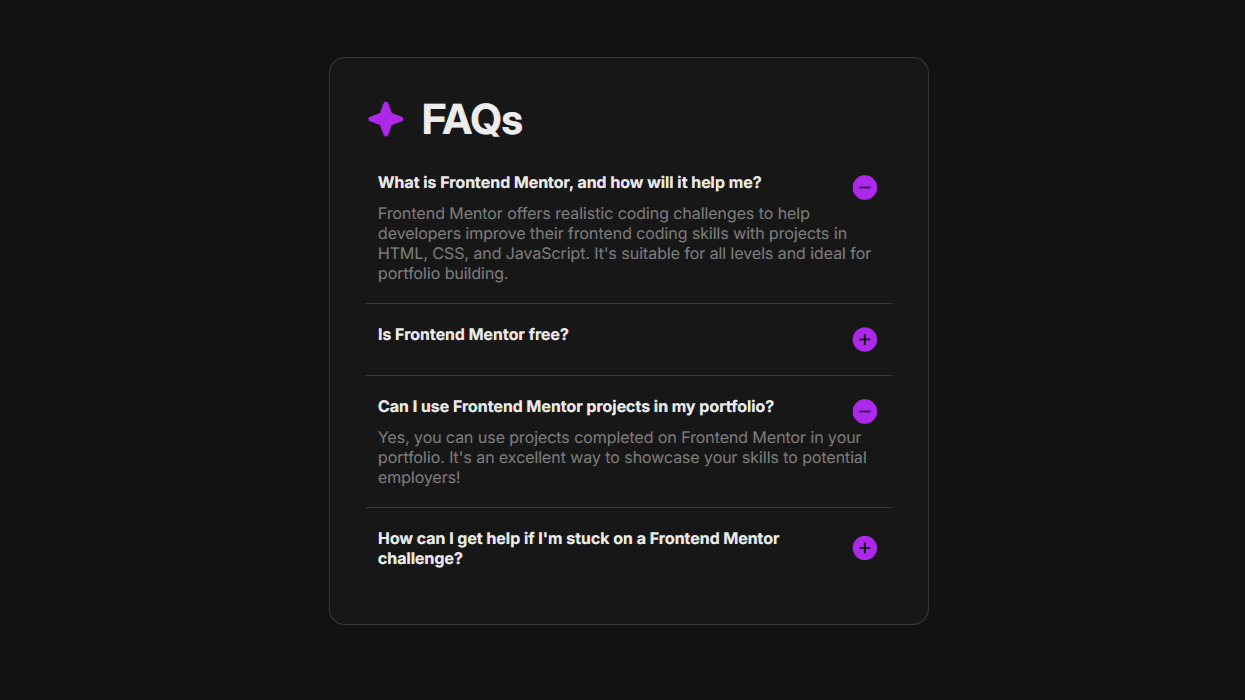 FAQs
What is Frontend Mentor, and how will it help me?
Frontend Mentor offers realistic coding challenges to help
developers improve their frontend coding skills with projects in
HTML, CSS, and JavaScript. It's suitable for all levels and ideal for
portfolio building.
Is Frontend Mentor free?
Can I use Frontend Mentor projects in my portfolio?
Yes, you can use projects completed on Frontend Mentor in your
portfolio. It's an excellent way to showcase your skills to potential
employers!
How can I get help if I'm stuck on a Frontend Mentor
challenge?